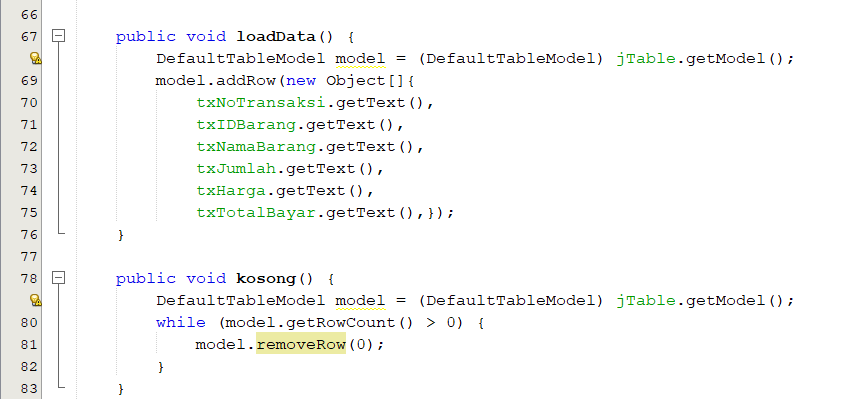 66
67 public void loadData() {
DefaultTableModel model = (DefaultTableModel) jTable.getModel();
69 model.addRow(new Object[]{
70 txNoTransaksi.getText(),
71 txIDBarang.getText(),
72 txNamaBarang.getText(),
73 txJumlah.getText(),
74 txHarga.getText(),
75 txTotalBayar.getText(),});
76 }
77
78 public void kosong() {
DefaultTableModel model = (DefaultTableModel) jTable.getModel();
80 while (model.getRowCount() > 0) {
81 model.removeRow(0);
82 }
83 }